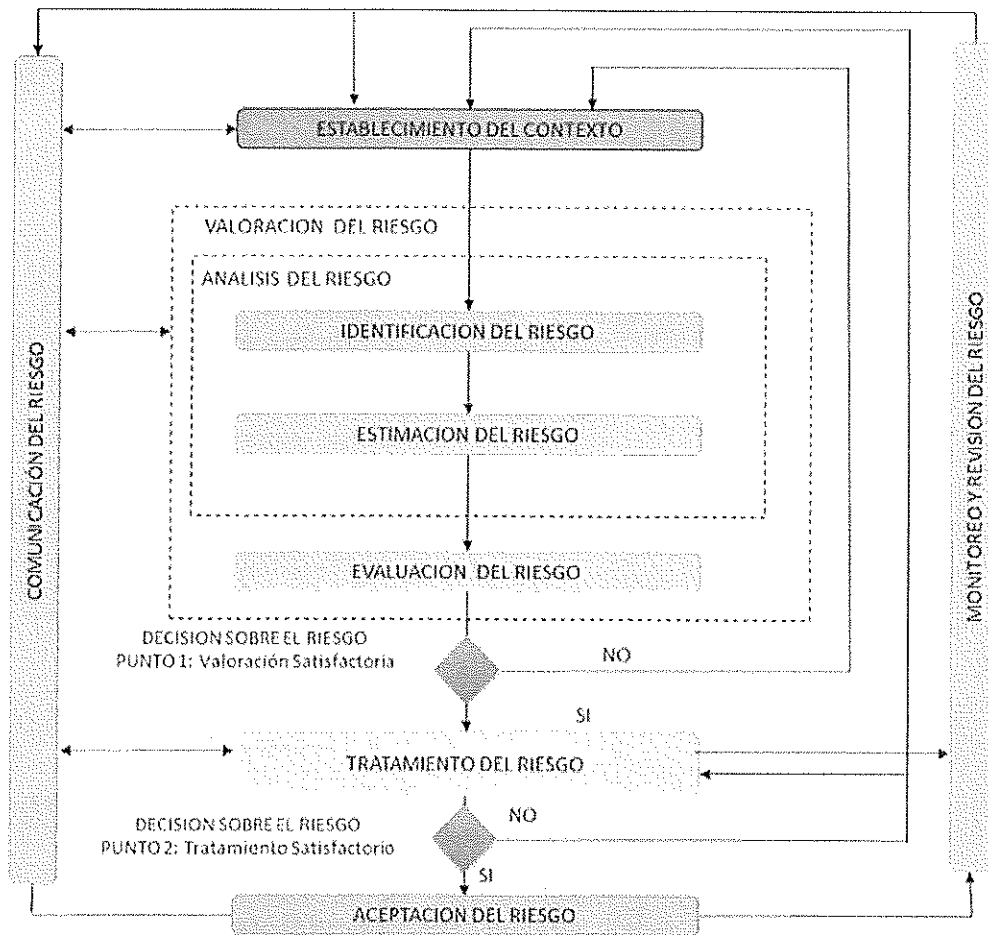 ESTABLECIMIENTO DEL CONTEXTO
VALORACION DEL RIESGO
ANALISIS DEL RIESGO
IDENTIFICACION DEL RIESGO
ESTIMACION DEL RIESGO
EVALUACION DEL RIESGO
DECISION SOBRE EL RIESGO
PUNTO 1: Valoración Satisfactoria
NO
SI
TRATAMIENTO DEL RIESGO
DECISION SOBRE EL RIESGO
PUNTO 2: Tratamiento Satisfactorio
NO
SI
ACEPTACION DEL RIESGO
COMUNICACIÓN DEL RIESGO
MONITOREO Y REVISION DEL RIESGO